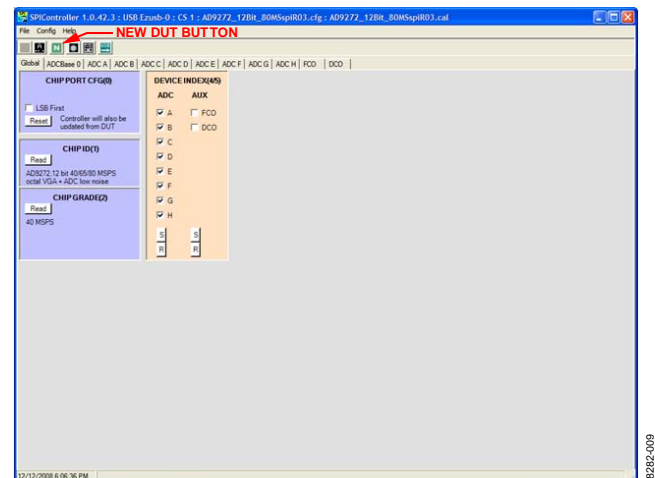 SPIController 1.0.42.3 : USB Ezusb-0 : CS 1 : AD9272_12Bit_80MSspiR03.cfg : AD9272_12Bit_80MSspiR03.cal
File Config Help
NEW DUT BUTTON
Global ADCBase 0 ADC A ADC B ADC C ADC D ADC E ADC F ADC G ADC H FCO DCO
CHIP PORT CFG(0)
LSB First
Reset Controller will also be
updated from DUT
CHIP ID(1)
Read
AD9272;12 bit 40/65/80 MSPS
octal VGA + ADC low noise
CHIP GRADE(2)
Read
40 MSPS
DEVICE INDEX(4/5)
ADC AUX
A FCO
B DCO
C
D
E
F
G
H
S S
R R
12/12/2008 6:06:36 PM
8282-009